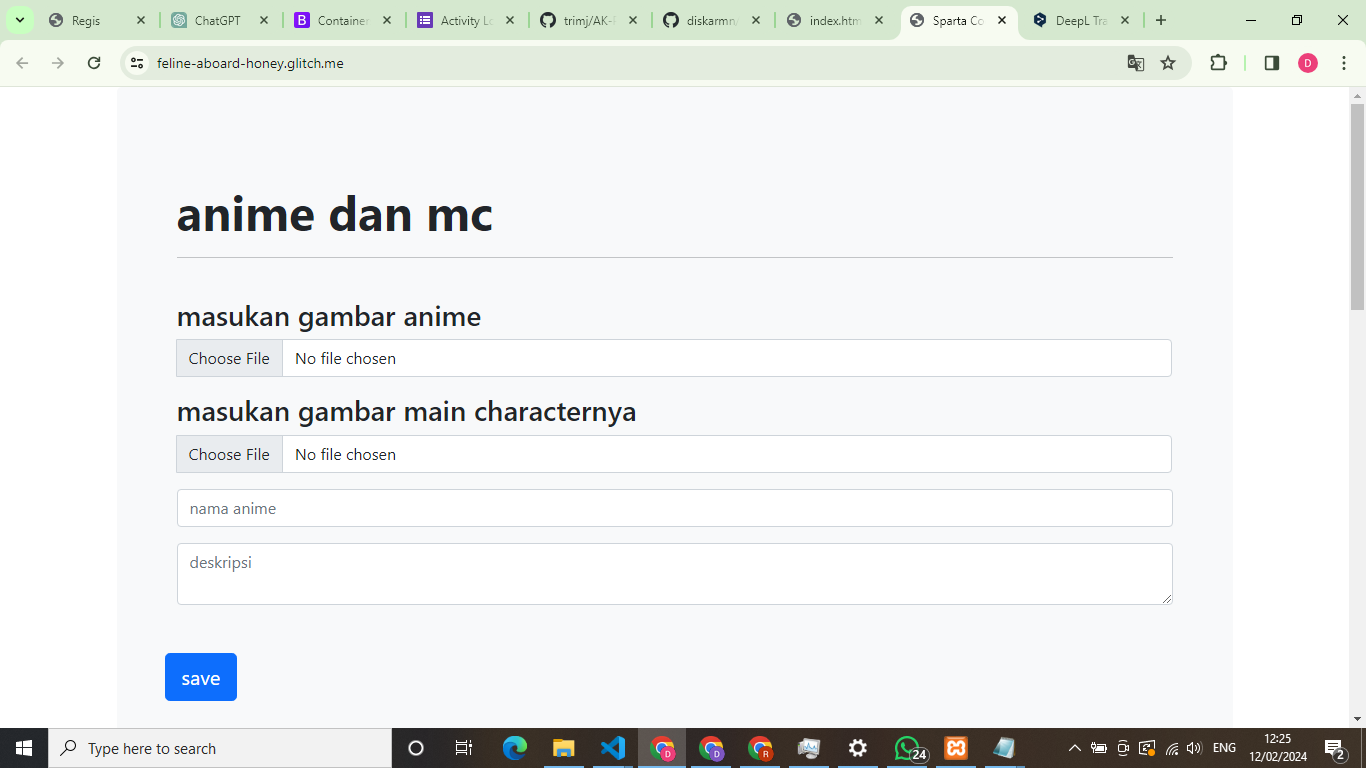 Regis
ChatGPT
Container
Activity Lo
trimj/AK-
diskarmn
index.htm
Sparta Co
DeepL Tra
feline-aboard-honey.glitch.me
D
anime dan mc
masukan gambar anime
Choose File No file chosen
masukan gambar main characternya
Choose File No file chosen
nama anime
deskripsi
save
Type here to search
24
ENG
12:25
12/02/2024
2